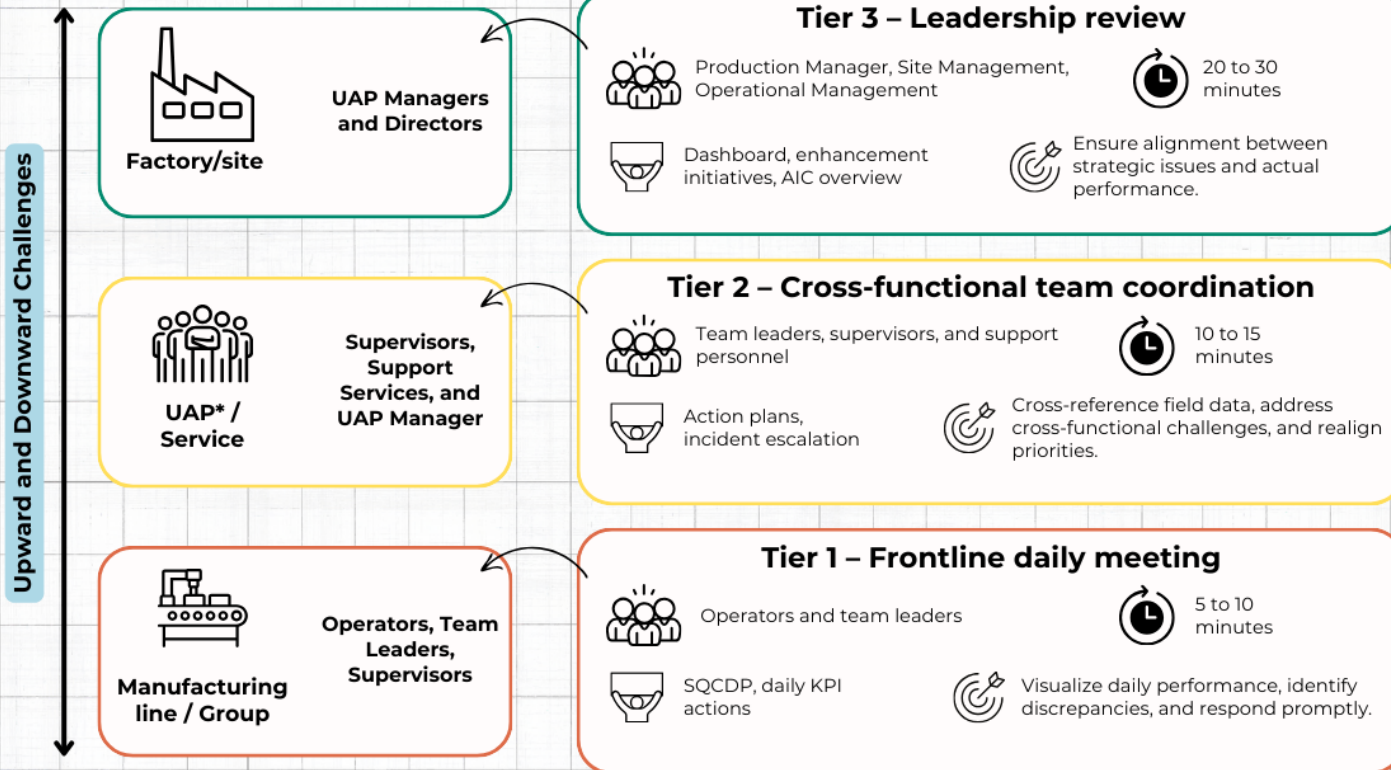 Upward and Downward Challenges
Factory/site
UAP Managers
and Directors
Tier 3 – Leadership review
Production Manager, Site Management,
Operational Management
20 to 30
minutes
Dashboard, enhancement
initiatives, AIC overview
Ensure alignment between
strategic issues and actual
performance.
UAP* /
Service
Supervisors,
Support
Services, and
UAP Manager
Tier 2 – Cross-functional team coordination
Team leaders, supervisors, and support
personnel
10 to 15
minutes
Action plans,
incident escalation
Cross-reference field data, address
cross-functional challenges, and realign
priorities.
Manufacturing
line / Group
Operators, Team
Leaders,
Supervisors
Tier 1 – Frontline daily meeting
Operators and team leaders
5 to 10
minutes
SQCDP, daily KPI
actions
Visualize daily performance, identify
discrepancies, and respond promptly.